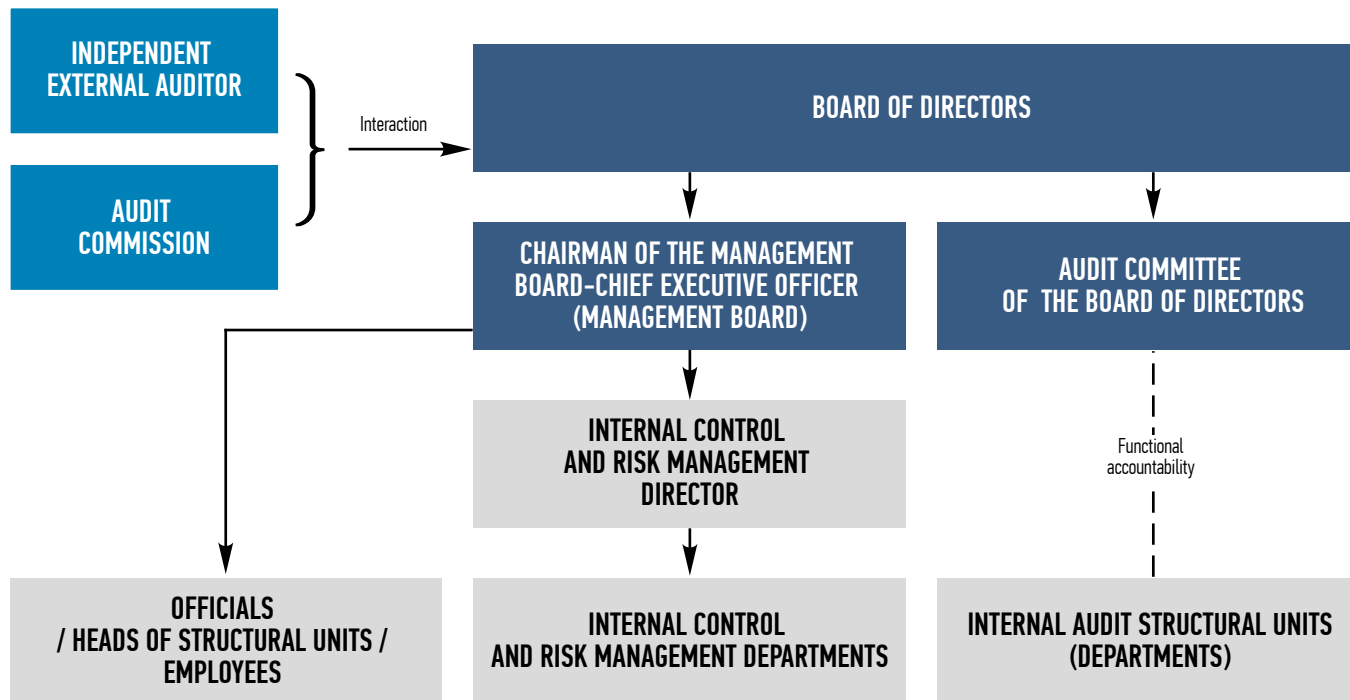 INDEPENDENT
EXTERNAL AUDITOR
AUDIT
COMMISSION
Interaction
BOARD OF DIRECTORS
CHAIRMAN OF THE MANAGEMENT
BOARD-CHIEF EXECUTIVE OFFICER
(MANAGEMENT BOARD)
AUDIT COMMITTEE
OF THE BOARD OF DIRECTORS
INTERNAL CONTROL
AND RISK MANAGEMENT
DIRECTOR
Functional
accountability
OFFICIALS
/ HEADS OF STRUCTURAL UNITS /
EMPLOYEES
INTERNAL CONTROL
AND RISK MANAGEMENT DEPARTMENTS
INTERNAL AUDIT STRUCTURAL UNITS
(DEPARTMENTS)